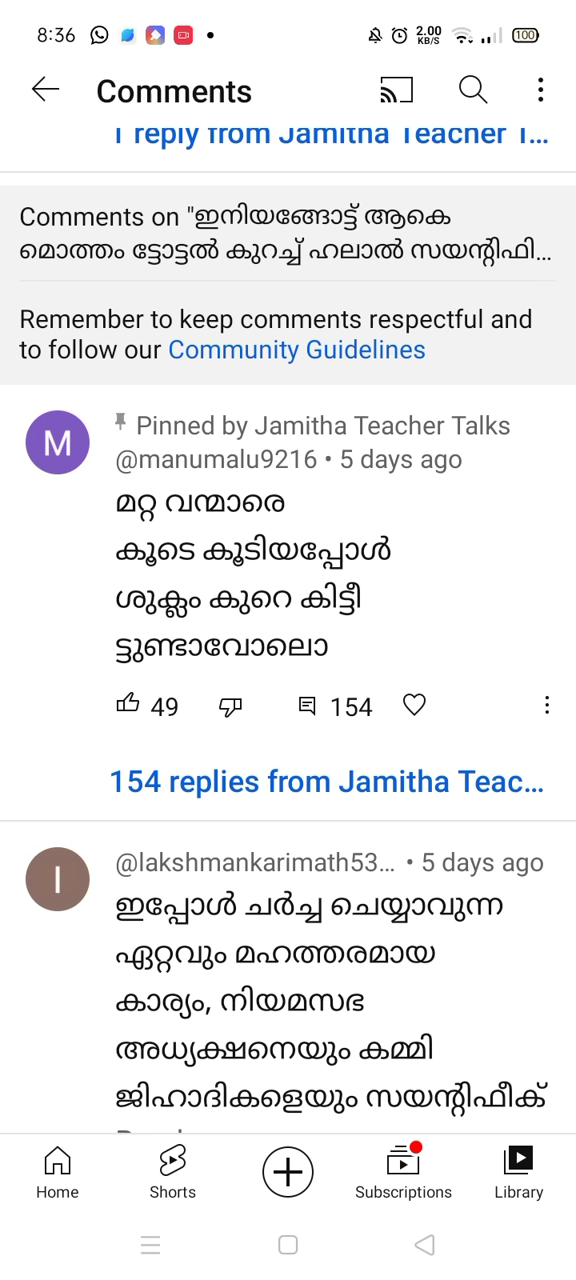 8:36
2.00
KB/S
100
Comments
1 reply from Jamitha Teacher T...
Comments on "ഇനിയങ്ങോട്ട് ആകെ
മൊത്തം ട്ടോട്ടൽ കുറച്ച് ഹലാൽ സയന്റിഫി...
Remember to keep comments respectful and
to follow our Community Guidelines
M
Pinned by Jamitha Teacher Talks
@manumalu9216 • 5 days ago
മറ്റ വന്മാരെ
കൂടെ കൂടിയപ്പോൾ
ശുക്ലം കുറെ കിട്ടീ
ട്ടുണ്ടാവോലൊ
49
154
154 replies from Jamitha Teac...
I
@lakshmankarimath53... • 5 days ago
ഇപ്പോൾ ചർച്ച ചെയ്യാവുന്ന
ഏറ്റവും മഹത്തരമായ
കാര്യം, നിയമസഭ
അധ്യക്ഷനെയും കമ്മി
ജിഹാദികളെയും സയന്റിഫീക്
Home
Shorts
Subscriptions
Library